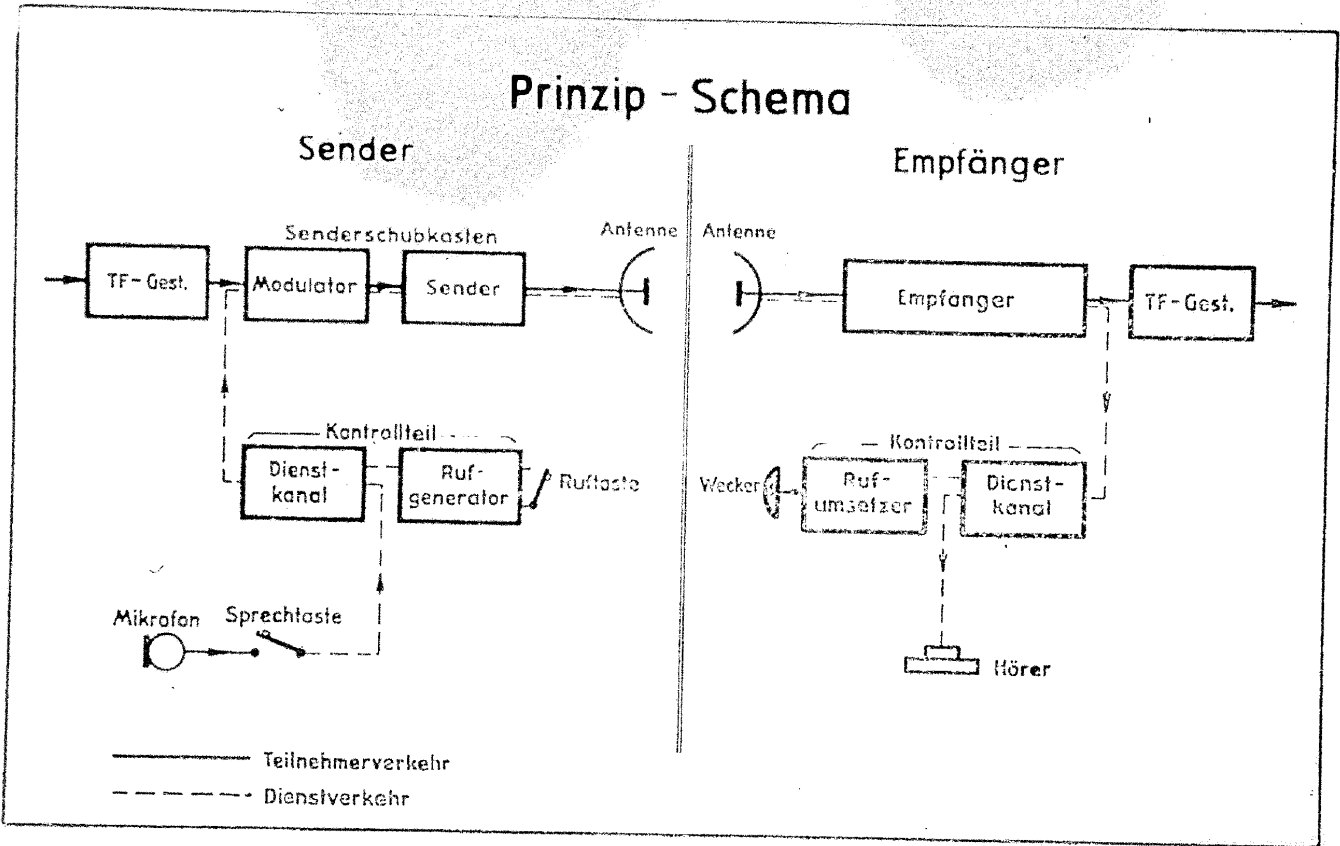 Prinzip - Schema
Sender
Empfänger
Senderschubkasten
Antenne
Antenne
TF-Gest.
Modulator
Sender
Empfänger
TF-Gest.
Kontrollteil
Dienst-
kanal
Ruf-
generator
Ruftaste
Kontrollteil
Wecker
Ruf-
umsetzer
Dienst-
kanal
Mikrofon
Sprechtaste
Hörer
Teilnehmerverkehr
Dienstverkehr